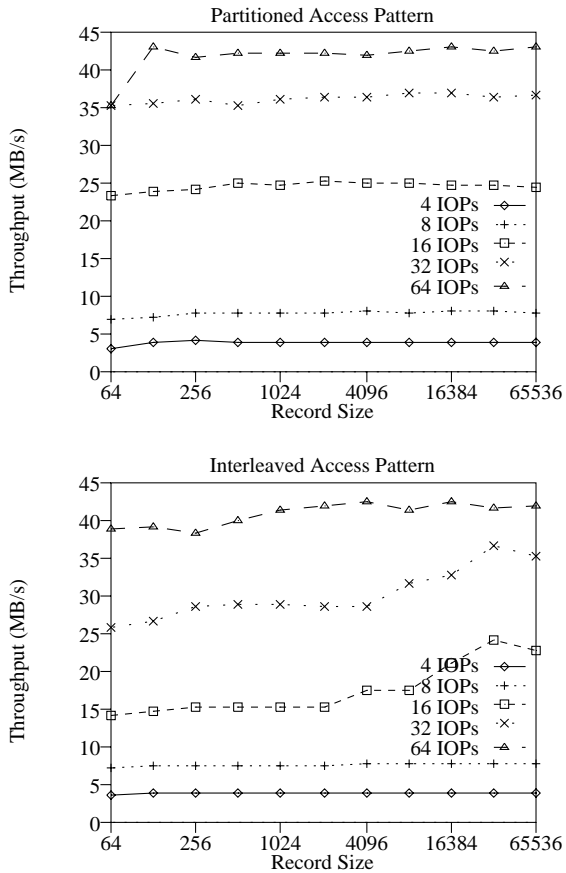 Partitioned Access Pattern
45
40
35
30
25
20
15
10
5
0
Throughput (MB/s)
4 IOPs
8 IOPs
16 IOPs
32 IOPs
64 IOPs
64 256 1024 4096 16384 65536
Record Size
Interleaved Access Pattern
45
40
35
30
25
20
15
10
5
0
Throughput (MB/s)
4 IOPs
8 IOPs
16 IOPs
32 IOPs
64 IOPs
64 256 1024 4096 16384 65536
Record Size